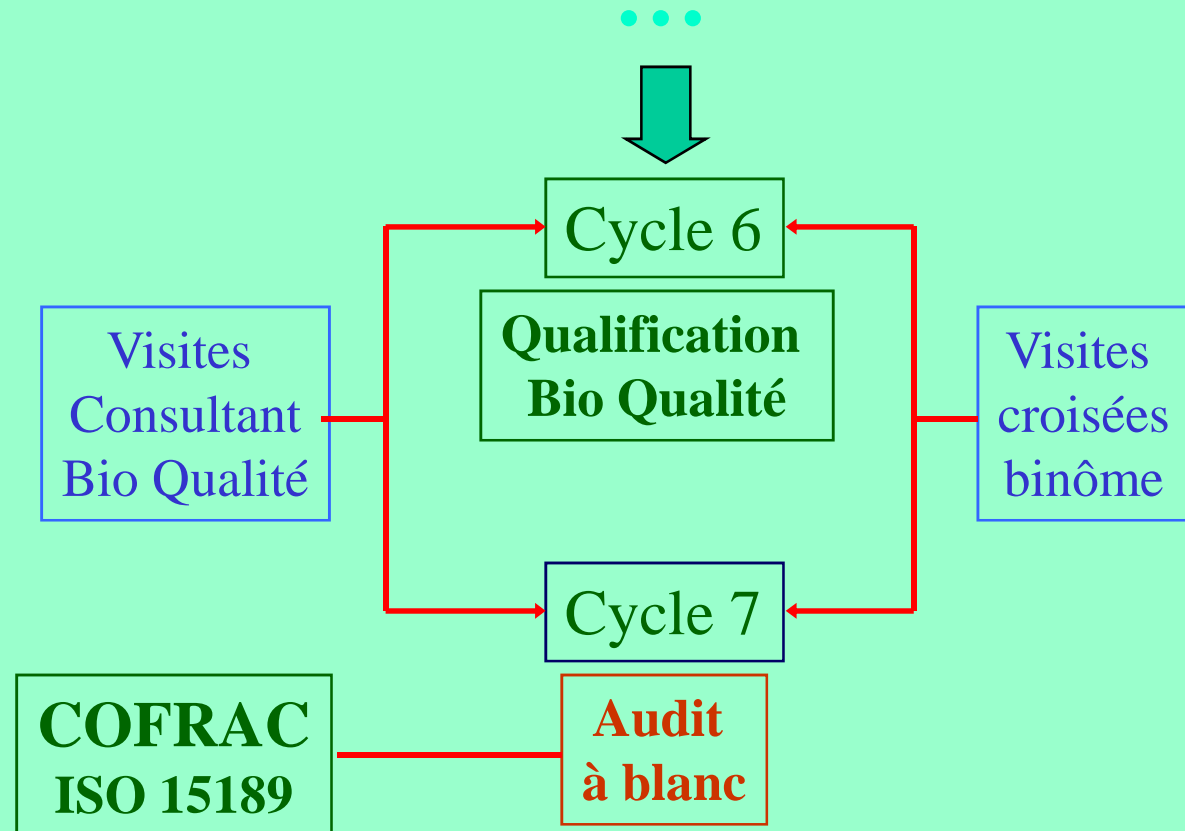 • • •
Cycle 6
Qualification
Bio Qualité
Visites
Consultant
Bio Qualité
Visites
croisées
binôme
Cycle 7
COFRAC
ISO 15189
Audit
à blanc